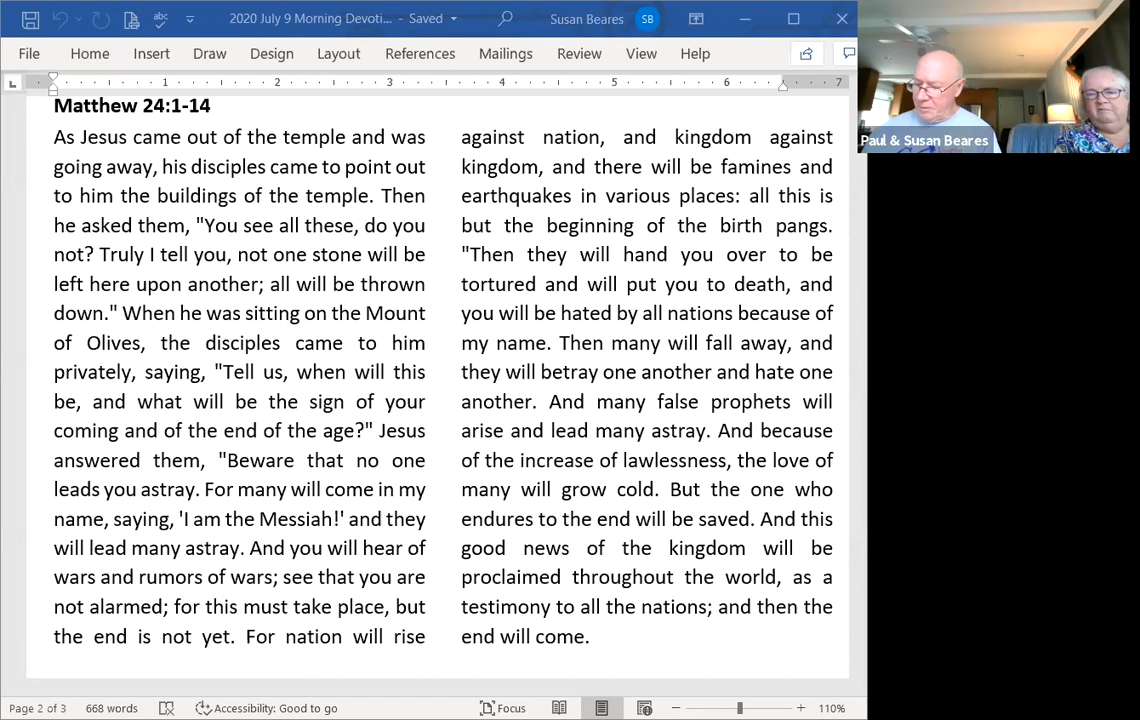 2020 July 9 Morning Devoti... - Saved
Susan Beares SB
File Home Insert Draw Design Layout References Mailings Review View Help
1 2 3 4 5 6 7
Matthew 24:1-14
As Jesus came out of the temple and was
going away, his disciples came to point out
to him the buildings of the temple. Then
he asked them, "You see all these, do you
not? Truly I tell you, not one stone will be
left here upon another; all will be thrown
down." When he was sitting on the Mount
of Olives, the disciples came to him
privately, saying, "Tell us, when will this
be, and what will be the sign of your
coming and of the end of the age?" Jesus
answered them, "Beware that no one
leads you astray. For many will come in my
name, saying, 'I am the Messiah!' and they
will lead many astray. And you will hear of
wars and rumors of wars; see that you are
not alarmed; for this must take place, but
the end is not yet. For nation will rise
against nation, and kingdom against
kingdom, and there will be famines and
earthquakes in various places: all this is
but the beginning of the birth pangs.
"Then they will hand you over to be
tortured and will put you to death, and
you will be hated by all nations because of
my name. Then many will fall away, and
they will betray one another and hate one
another. And many false prophets will
arise and lead many astray. And because
of the increase of lawlessness, the love of
many will grow cold. But the one who
endures to the end will be saved. And this
good news of the kingdom will be
proclaimed throughout the world, as a
testimony to all the nations; and then the
end will come.
Paul & Susan Beares
Page 2 of 3 668 words Accessibility: Good to go Focus 110%